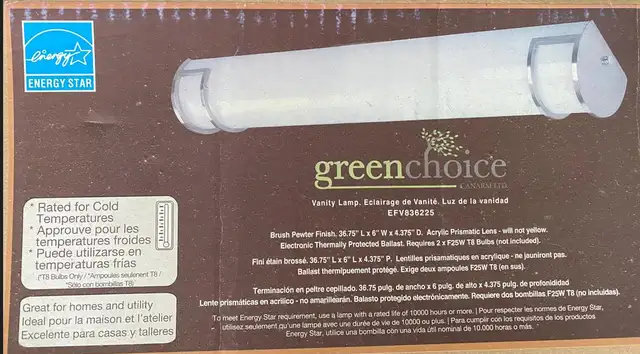 energy
ENERGY STAR
greenchoice
CANARM LTD.
Vanity Lamp. Eclairage de Vanité. Luz de la vanidad
EFV836225
Brush Pewter Finish. 36.75" L x 6" W x 4.375" D. Acrylic Prismatic Lens - will not yellow.
Electronic Thermally Protected Ballast. Requires 2 x F25W T8 Bulbs (not included).
Fini étain brossé. 36.75" L x 6" L x 4.375" P. Lentilles prisamatiques en acrylique - ne jauniront pas.
Ballast thermlpuement protégé. Exige deux ampoules F25W T8 (en sus).
Terminación en peltre cepillado. 36.75 pulg. de ancho x 6 pulg. de alto x 4.375 pulg. de profonididad
Lente prismáticas en acrilico - no amarillearán. Balasto protegido electrónicamente. Requiere dos bombillas F25W T8 (no incluidas).
To meet Energy Star requirement, use a lamp with a rated life of 10000 hours or more. | Pour respecter les normes de Energy Star,
utilisez seulement qu'une lampe avec une durée de vie de 10000 ou plus. | Para cumplir con los requisitos de los productos
Energy Star, utilice una bombilla con una vida útil nominal de 10.000 horas o más.
* Rated for Cold
Temperatures
* Approuve pour les
températures froides
* Puede utilizarse en
temperaturas frías
(*T8 Bulbs Only / *Ampoules seulenent T8 /
*Sólo con bombillas T8)
Great for homes and utility
Ideal pour la maison et l'atelier
Excelente para casas y talleres